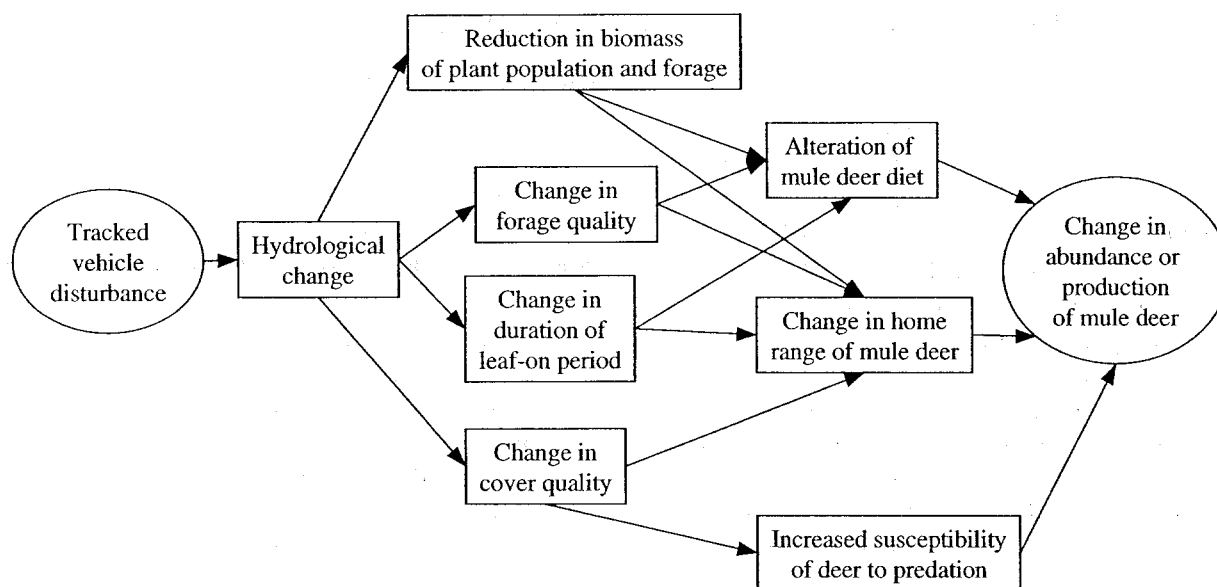 Reduction in biomass
of plant population and forage
Alteration of
mule deer diet
Change in
forage quality
Tracked
vehicle
disturbance
Hydrological
change
Change in
abundance or
production
of mule deer
Change in
duration of
leaf-on period
Change in home
range of mule deer
Change in
cover quality
Increased susceptibility
of deer to predation